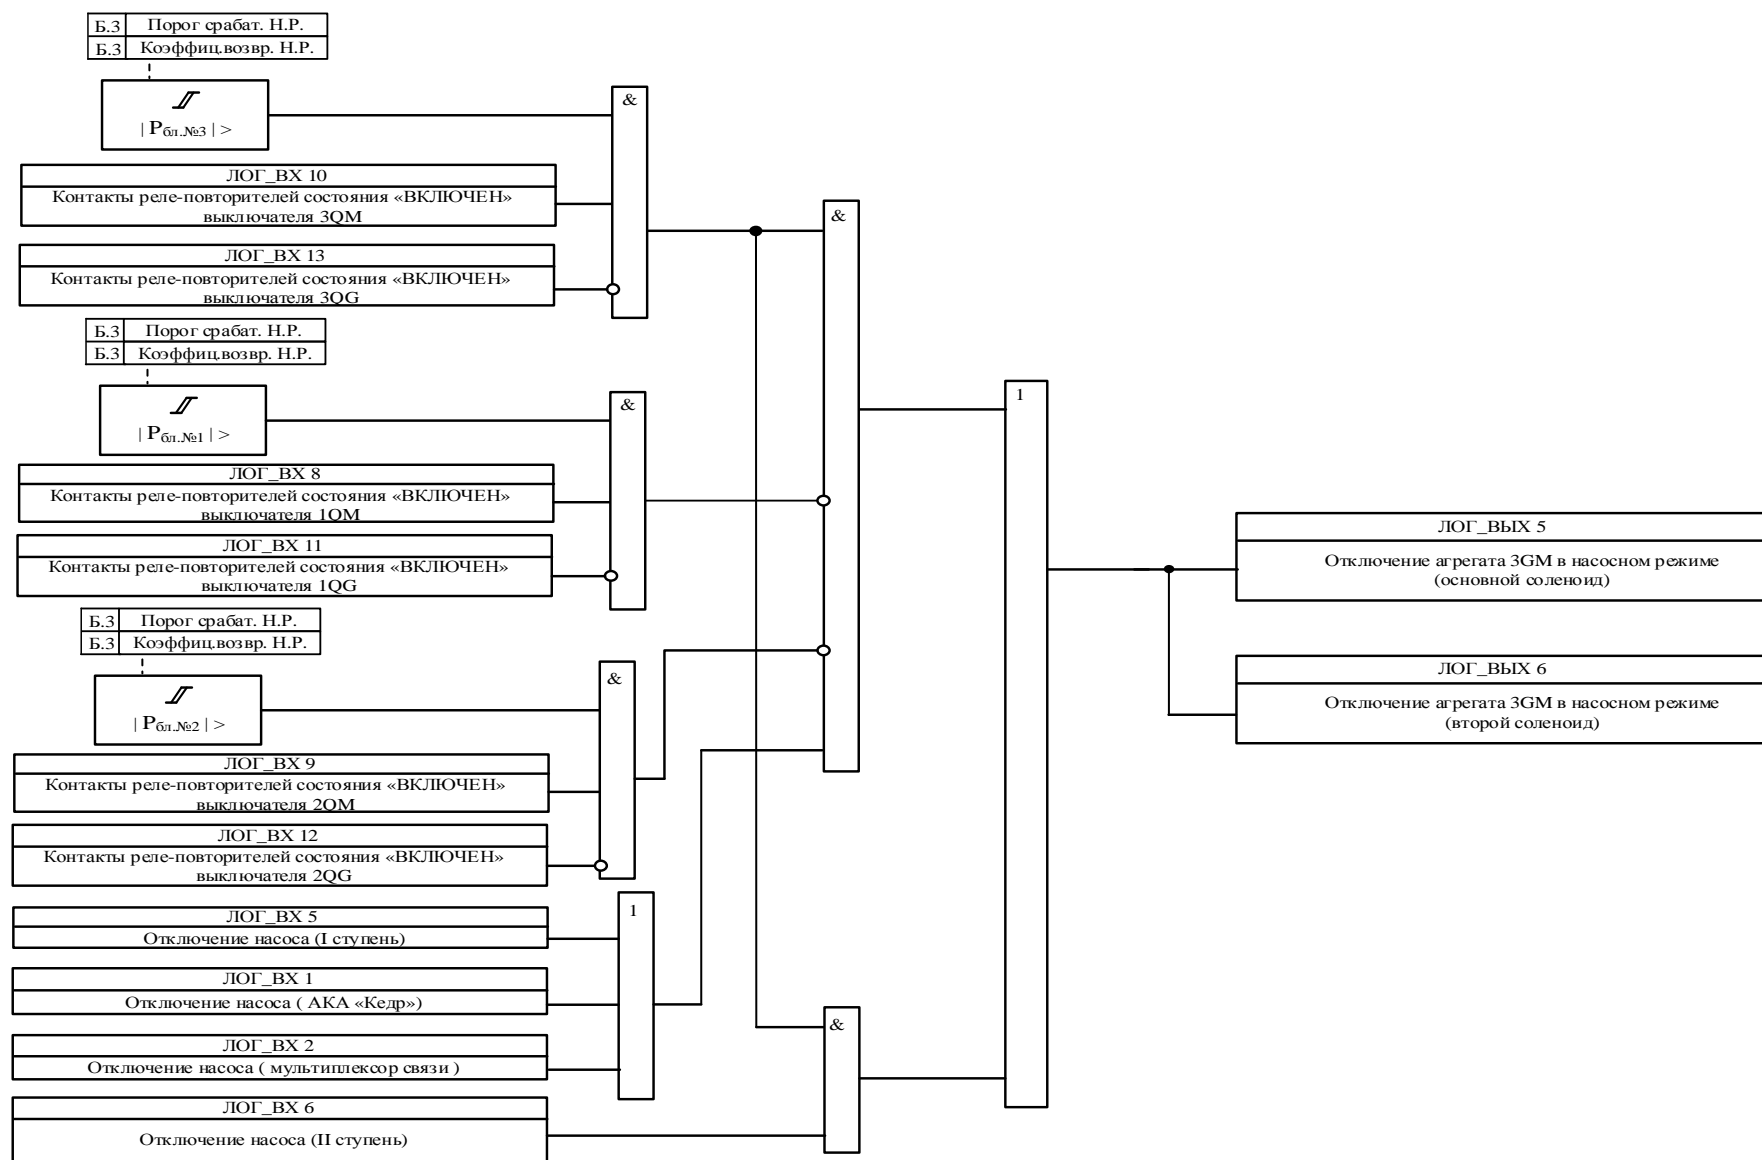 Б.3 Порог срабат. Н.Р.
Б.3 Коэффиц.возвр. Н.Р.
| Рбл.№3 | >
&
ЛОГ_ВХ 10
Контакты реле-повторителей состояния «ВКЛЮЧЕН»
выключателя 3QM
ЛОГ_ВХ 13
Контакты реле-повторителей состояния «ВКЛЮЧЕН»
выключателя 3QG
Б.3 Порог срабат. Н.Р.
Б.3 Коэффиц.возвр. Н.Р.
| Рбл.№1 | >
&
ЛОГ_ВХ 8
Контакты реле-повторителей состояния «ВКЛЮЧЕН»
выключателя 1QM
ЛОГ_ВХ 11
Контакты реле-повторителей состояния «ВКЛЮЧЕН»
выключателя 1QG
Б.3 Порог срабат. Н.Р.
Б.3 Коэффиц.возвр. Н.Р.
| Рбл.№2 | >
&
ЛОГ_ВХ 9
Контакты реле-повторителей состояния «ВКЛЮЧЕН»
выключателя 2QM
ЛОГ_ВХ 12
Контакты реле-повторителей состояния «ВКЛЮЧЕН»
выключателя 2QG
ЛОГ_ВХ 5
Отключение насоса (I ступень)
1
ЛОГ_ВХ 1
Отключение насоса ( АКА «Кедр»)
ЛОГ_ВХ 2
Отключение насоса ( мультиплексор связи )
ЛОГ_ВХ 6
Отключение насоса (II ступень)
&
&
1
ЛОГ_ВЫХ 5
Отключение агрегата 3GM в насосном режиме
(основной соленоид)
ЛОГ_ВЫХ 6
Отключение агрегата 3GM в насосном режиме
(второй соленоид)